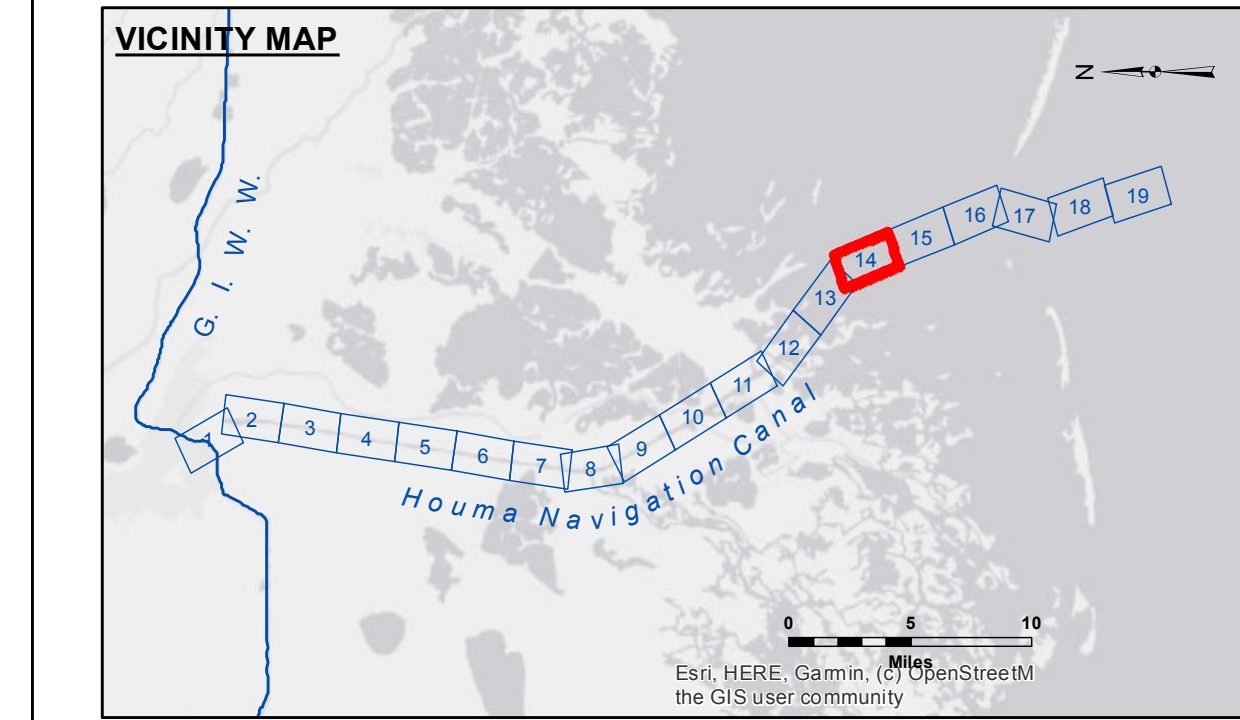 VICINITY MAP
N
G. I. W. W.
1
2
3
4
5
6
7
8
9
10
11
12
13
14
15
16
17
18
19
Houma Navigation Canal
0 5 10
Miles
Esri, HERE, Garmin, (c) OpenStreetM
the GIS user community